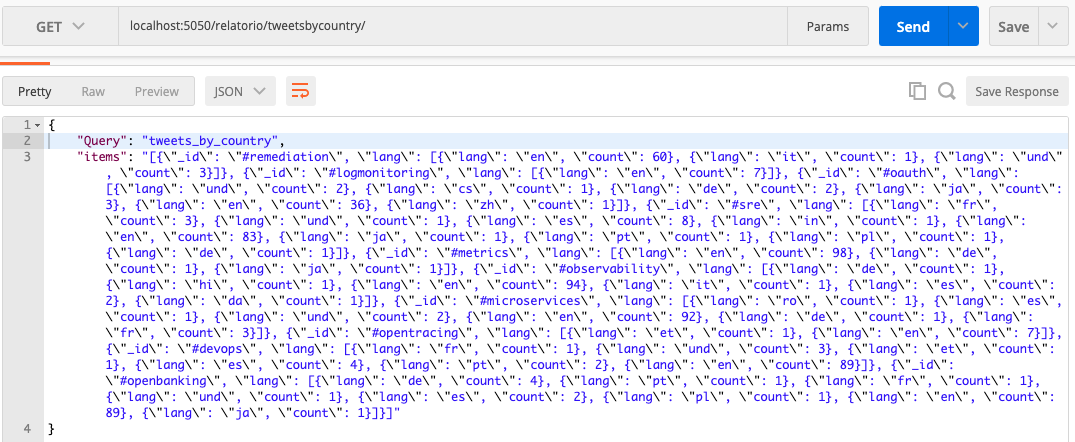 GET localhost:5050/relatorio/tweetsbycountry/ Params Send Save
Pretty Raw Preview JSON Save Response
1 {
2 "Query": "tweets_by_country",
3 "items": "[{\"_id\": \"#remediation\", \"lang\": [{\"lang\": \"en\", \"count\": 60}, {\"lang\": \"it\", \"count\": 1}, {\"lang\": \"und\"
, \"count\": 3}]}, {\"_id\": \"#logmonitoring\", \"lang\": [{\"lang\": \"en\", \"count\": 7}]}, {\"_id\": \"#oauth\", \"lang\":
[{\"lang\": \"und\", \"count\": 2}, {\"lang\": \"cs\", \"count\": 1}, {\"lang\": \"de\", \"count\": 2}, {\"lang\": \"ja\", \"count\":
3}, {\"lang\": \"en\", \"count\": 36}, {\"lang\": \"zh\", \"count\": 1}]}, {\"_id\": \"#sre\", \"lang\": [{\"lang\": \"fr\",
\"count\": 3}, {\"lang\": \"und\", \"count\": 1}, {\"lang\": \"es\", \"count\": 8}, {\"lang\": \"in\", \"count\": 1}, {\"lang\":
\"en\", \"count\": 83}, {\"lang\": \"ja\", \"count\": 1}, {\"lang\": \"pt\", \"count\": 1}, {\"lang\": \"pl\", \"count\": 1},
{\"lang\": \"de\", \"count\": 1}]}, {\"_id\": \"#metrics\", \"lang\": [{\"lang\": \"en\", \"count\": 98}, {\"lang\": \"de\",
\"count\": 1}, {\"lang\": \"ja\", \"count\": 1}]}, {\"_id\": \"#observability\", \"lang\": [{\"lang\": \"de\", \"count\": 1},
{\"lang\": \"hi\", \"count\": 1}, {\"lang\": \"en\", \"count\": 94}, {\"lang\": \"it\", \"count\": 1}, {\"lang\": \"es\", \"count\":
2}, {\"lang\": \"da\", \"count\": 1}]}, {\"_id\": \"#microservices\", \"lang\": [{\"lang\": \"ro\", \"count\": 1}, {\"lang\": \"es\",
\"count\": 1}, {\"lang\": \"und\", \"count\": 2}, {\"lang\": \"en\", \"count\": 92}, {\"lang\": \"de\", \"count\": 1}, {\"lang\":
\"fr\", \"count\": 3}]}, {\"_id\": \"#opentracing\", \"lang\": [{\"lang\": \"et\", \"count\": 1}, {\"lang\": \"en\", \"count\": 7}]},
{\"_id\": \"#devops\", \"lang\": [{\"lang\": \"fr\", \"count\": 1}, {\"lang\": \"und\", \"count\": 3}, {\"lang\": \"et\", \"count\":
1}, {\"lang\": \"es\", \"count\": 4}, {\"lang\": \"pt\", \"count\": 2}, {\"lang\": \"en\", \"count\": 89}]}, {\"_id\":
\"#openbanking\", \"lang\": [{\"lang\": \"de\", \"count\": 4}, {\"lang\": \"pt\", \"count\": 1}, {\"lang\": \"fr\", \"count\": 1},
{\"lang\": \"und\", \"count\": 1}, {\"lang\": \"es\", \"count\": 2}, {\"lang\": \"pl\", \"count\": 1}, {\"lang\": \"en\", \"count\":
89}, {\"lang\": \"ja\", \"count\": 1}]}]"
4 }